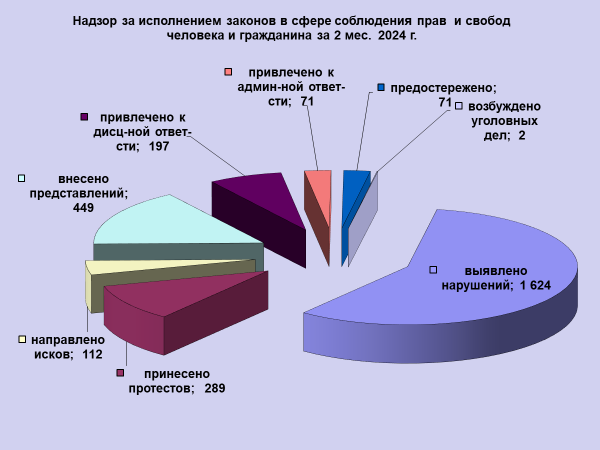 Надзор за исполнением законов в сфере соблюдения прав и свобод
человека и гражданина за 2 мес. 2024 г.
привлечено к
админ-ной ответ-
сти; 71
предостережено;
71
возбуждено
уголовных
дел; 2
привлечено к
дисц-ной ответ-
сти; 197
внесено
представлений;
449
выявлено
нарушений; 1 624
направлено
исков; 112
принесено
протестов; 289